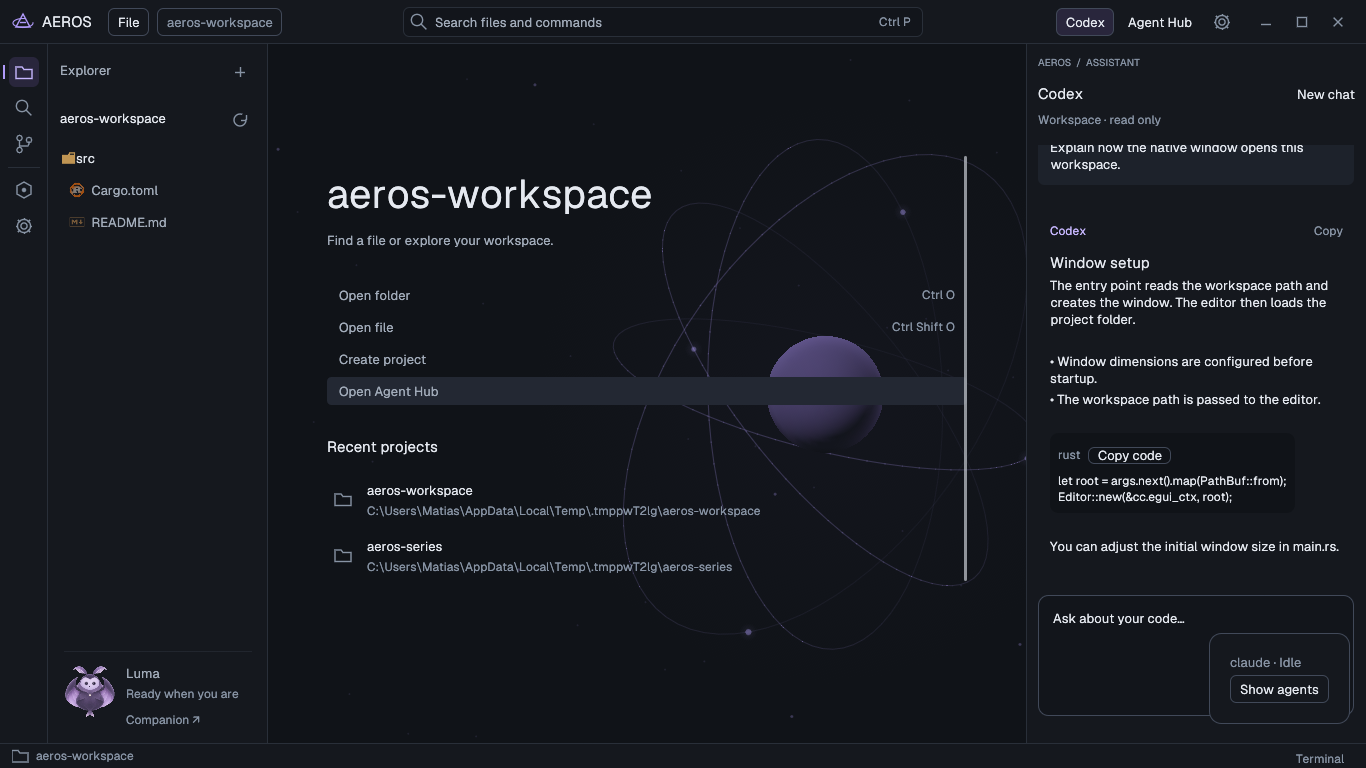 AEROS
File
aeros-workspace
Search files and commands
Ctrl P
Codex
Agent Hub
Explorer
+
aeros-workspace
src
Cargo.toml
M↓
README.md
Luma
Ready when you are
Companion ↗
aeros-workspace
Find a file or explore your workspace.
Open folder
Ctrl O
Open file
Ctrl Shift O
Create project
Open Agent Hub
Recent projects
aeros-workspace
C:\Users\Matias\AppData\Local\Temp\.tmppwT2lg\aeros-workspace
aeros-series
C:\Users\Matias\AppData\Local\Temp\.tmppwT2lg\aeros-series
AEROS / ASSISTANT
Codex
New chat
Workspace · read only
Explain how the native window opens this
workspace.
Codex
Copy
Window setup
The entry point reads the workspace path and
creates the window. The editor then loads the
project folder.
• Window dimensions are configured before
startup.
• The workspace path is passed to the editor.
rust
Copy code
let root = args.next().map(PathBuf::from);
Editor::new(&cc.egui_ctx, root);
You can adjust the initial window size in main.rs.
Ask about your code…
claude · Idle
Show agents
aeros-workspace
Terminal